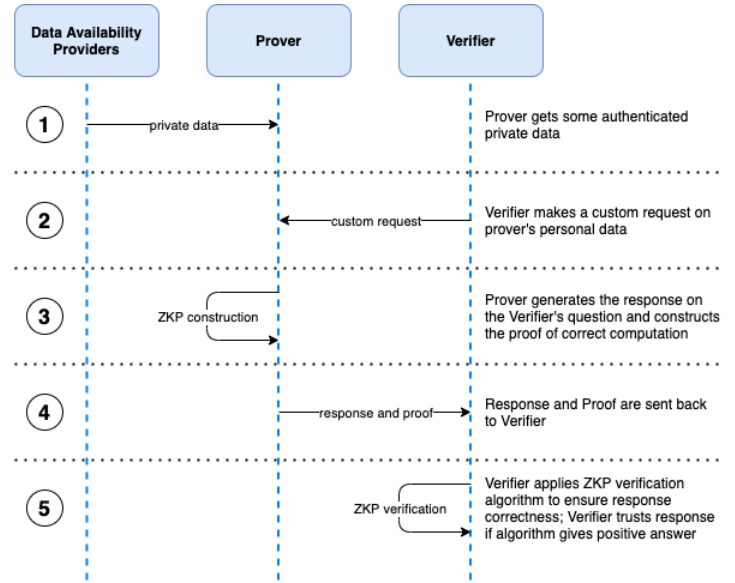 Data Availability
Providers
Prover
Verifier
1
private data
Prover gets some authenticated
private data
2
custom request
Verifier makes a custom request on
prover's personal data
3
ZKP construction
Prover generates the response on
the Verifier's question and constructs
the proof of correct computation
4
response and proof
Response and Proof are sent back
to Verifier
5
ZKP verification
Verifier applies ZKP verification
algorithm to ensure response
correctness; Verifier trusts response
if algorithm gives positive answer